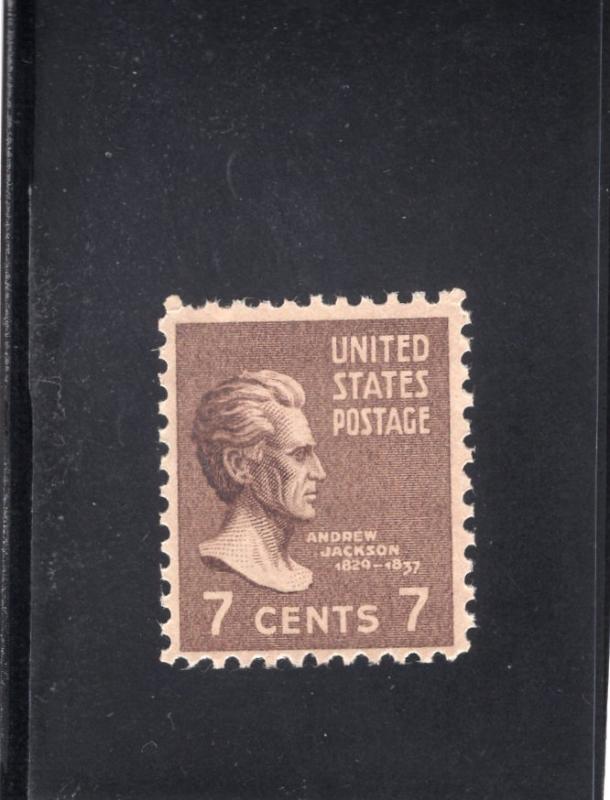 UNITED
STATES
POSTAGE
ANDREW
JACKSON
1829-1837
7 CENTS 7